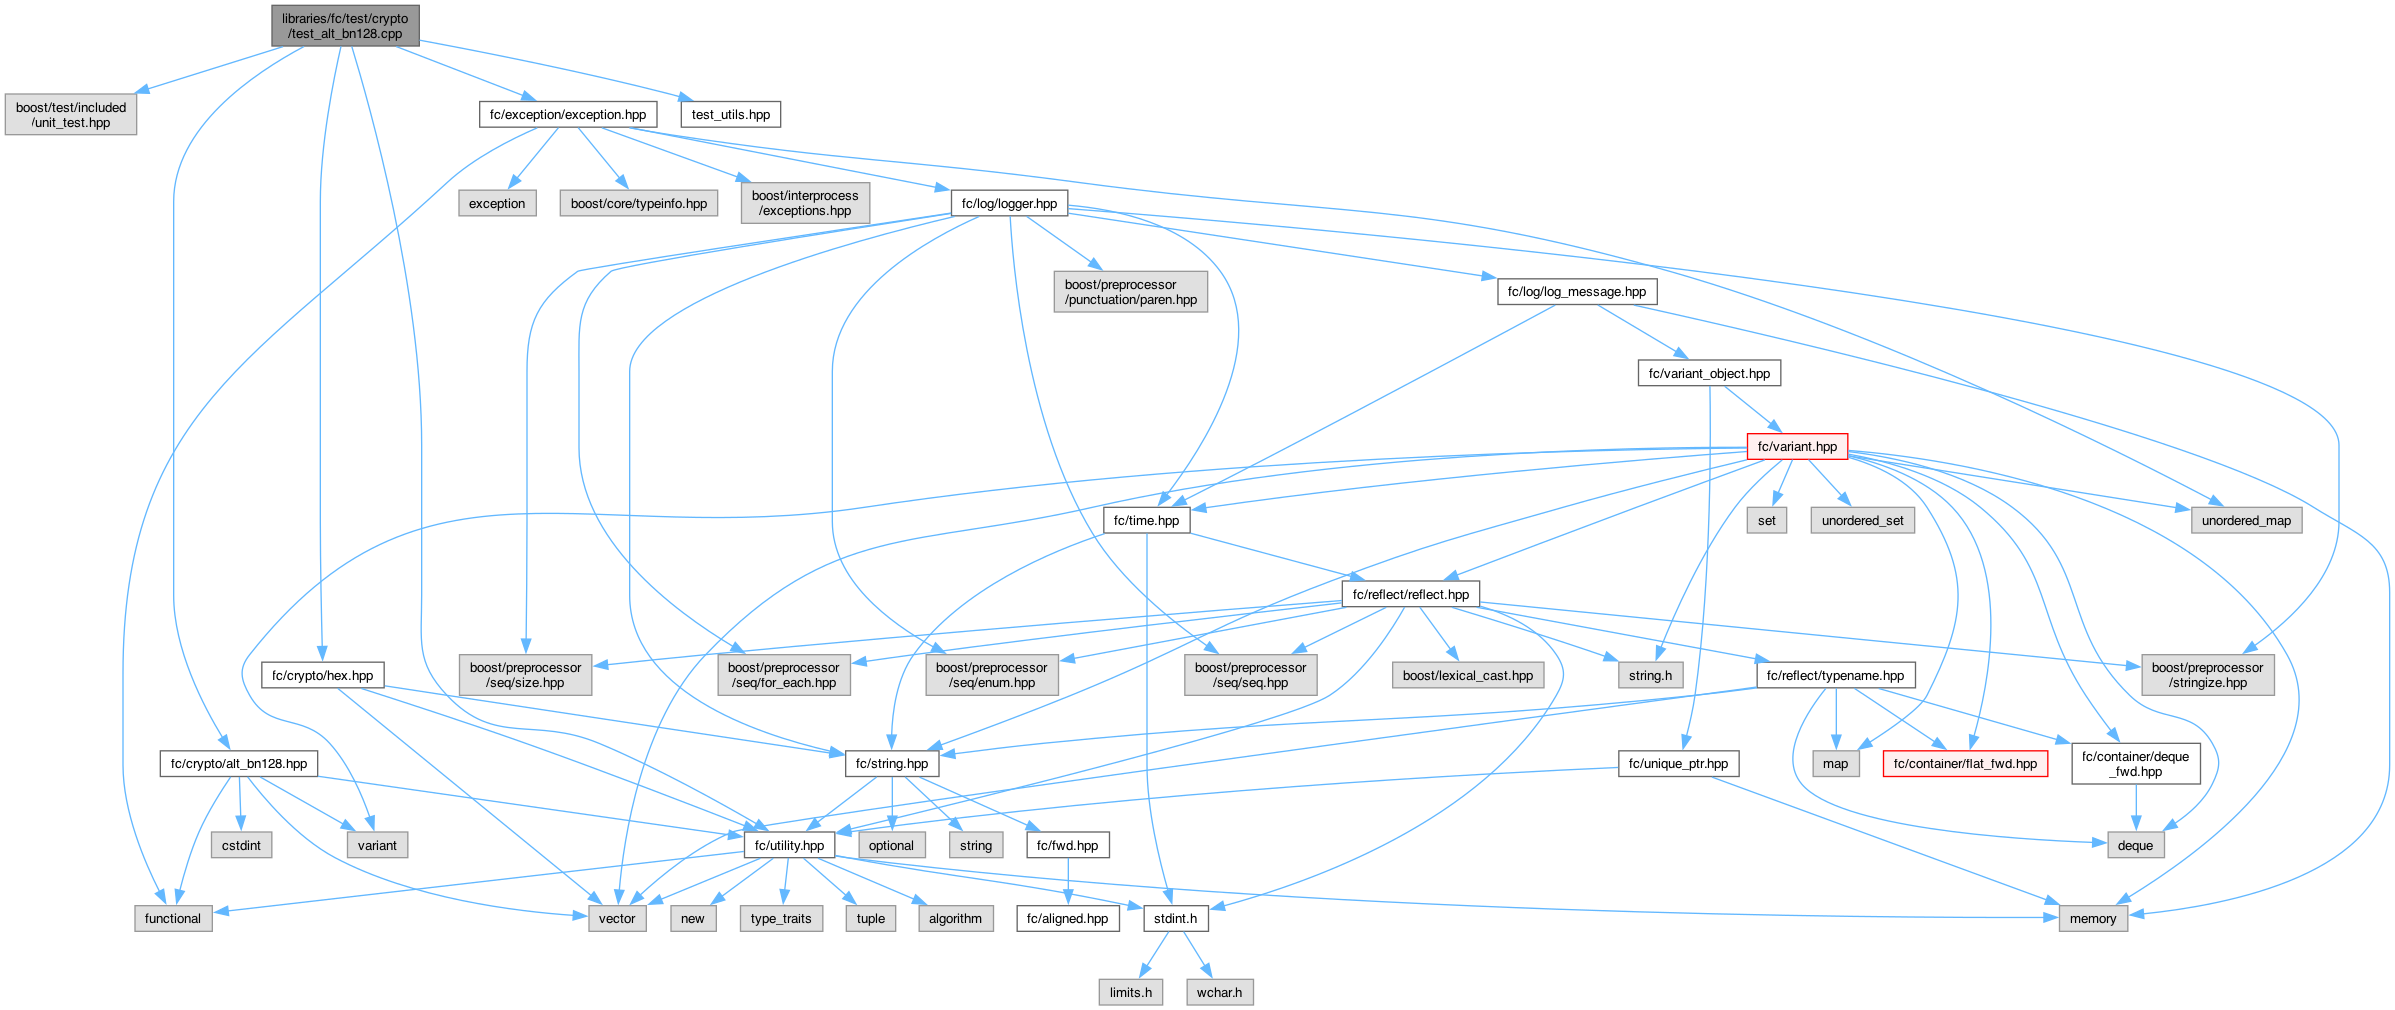 libraries/fc/test/crypto
/test_alt_bn128.cpp
boost/test/included
/unit_test.hpp
fc/exception/exception.hpp
test_utils.hpp
exception
boost/core/typeinfo.hpp
boost/interprocess
/exceptions.hpp
fc/log/logger.hpp
boost/preprocessor
/punctuation/paren.hpp
fc/log/log_message.hpp
fc/variant_object.hpp
fc/variant.hpp
fc/time.hpp
set
unordered_set
unordered_map
fc/reflect/reflect.hpp
fc/crypto/hex.hpp
boost/preprocessor
/seq/size.hpp
boost/preprocessor
/seq/for_each.hpp
boost/preprocessor
/seq/enum.hpp
boost/preprocessor
/seq/seq.hpp
boost/lexical_cast.hpp
string.h
fc/reflect/typename.hpp
boost/preprocessor
/stringize.hpp
fc/crypto/alt_bn128.hpp
fc/string.hpp
fc/unique_ptr.hpp
map
fc/container/flat_fwd.hpp
fc/container/deque
_fwd.hpp
cstdint
variant
fc/utility.hpp
optional
string
fc/fwd.hpp
deque
functional
vector
new
type_traits
tuple
algorithm
fc/aligned.hpp
stdint.h
memory
limits.h
wchar.h